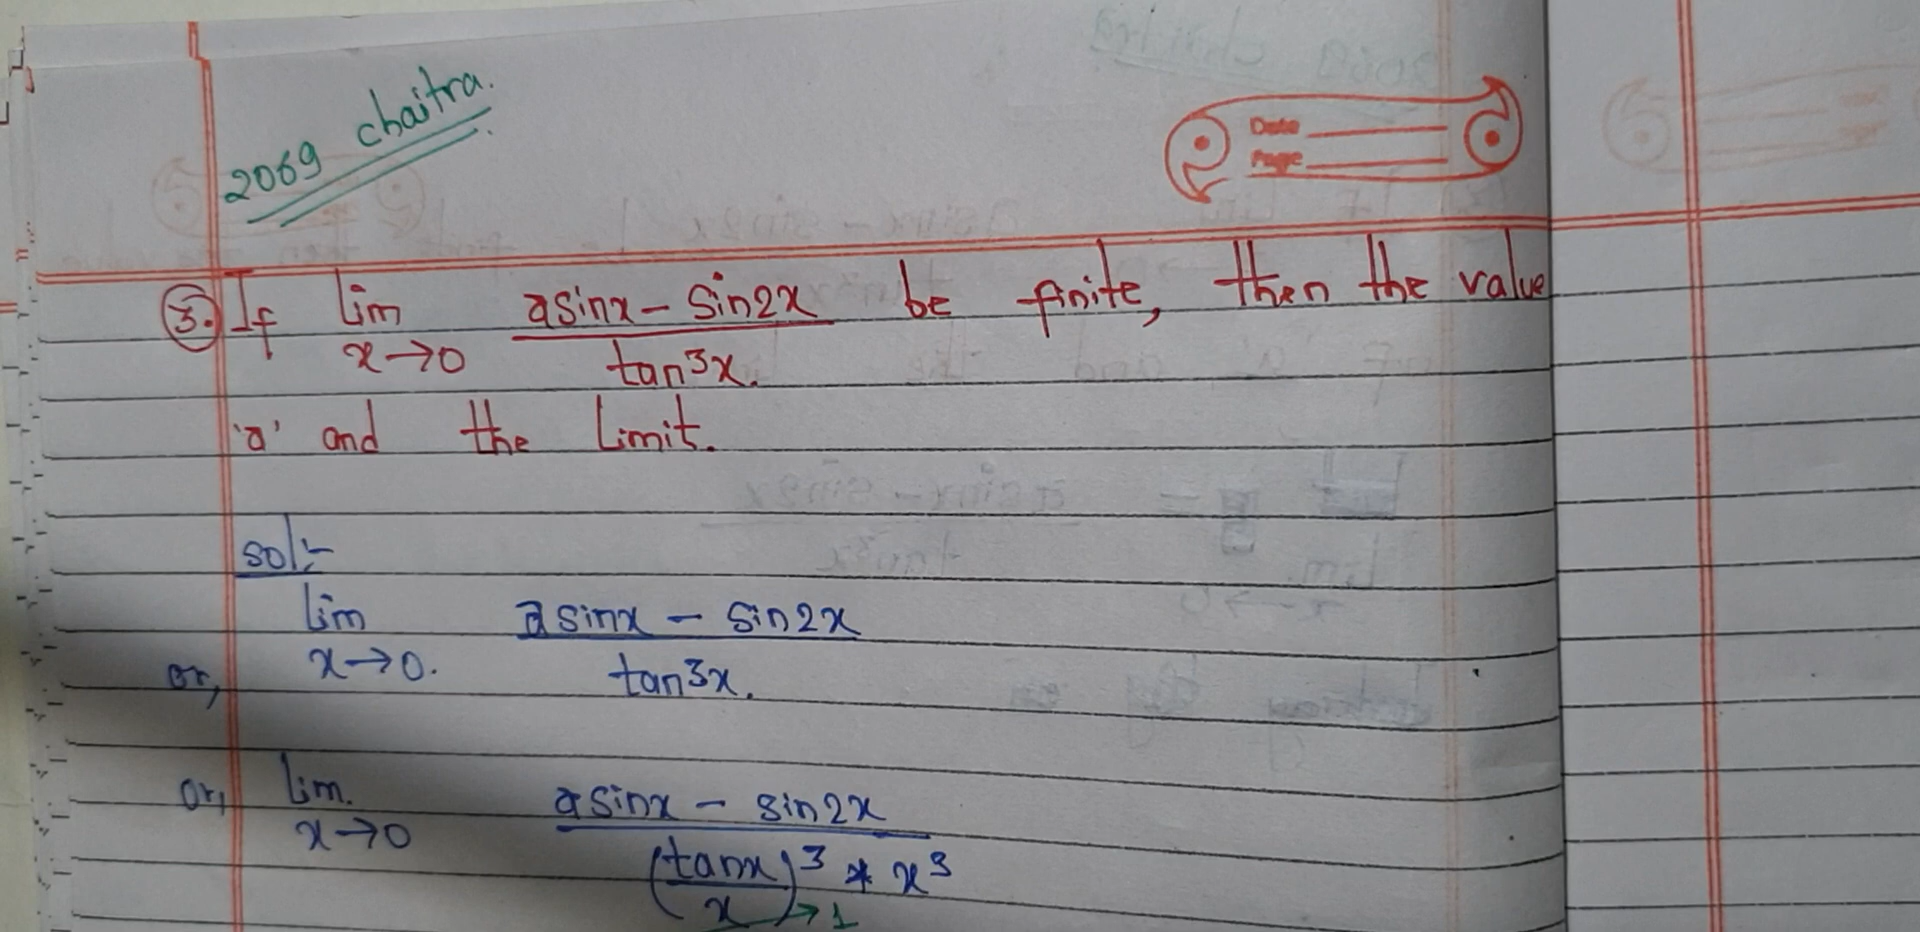 2069 chaitra.
Date
Page
3. If lim asinx - sin2x be finite, then the value
x→0 tan³x.
'a' and the limit.
sol:-
lim asinx - sin2x
or, x→0. tan³x.
or, lim. asinx - sin2x
x→0 (tanx/x)³ * x³
→1